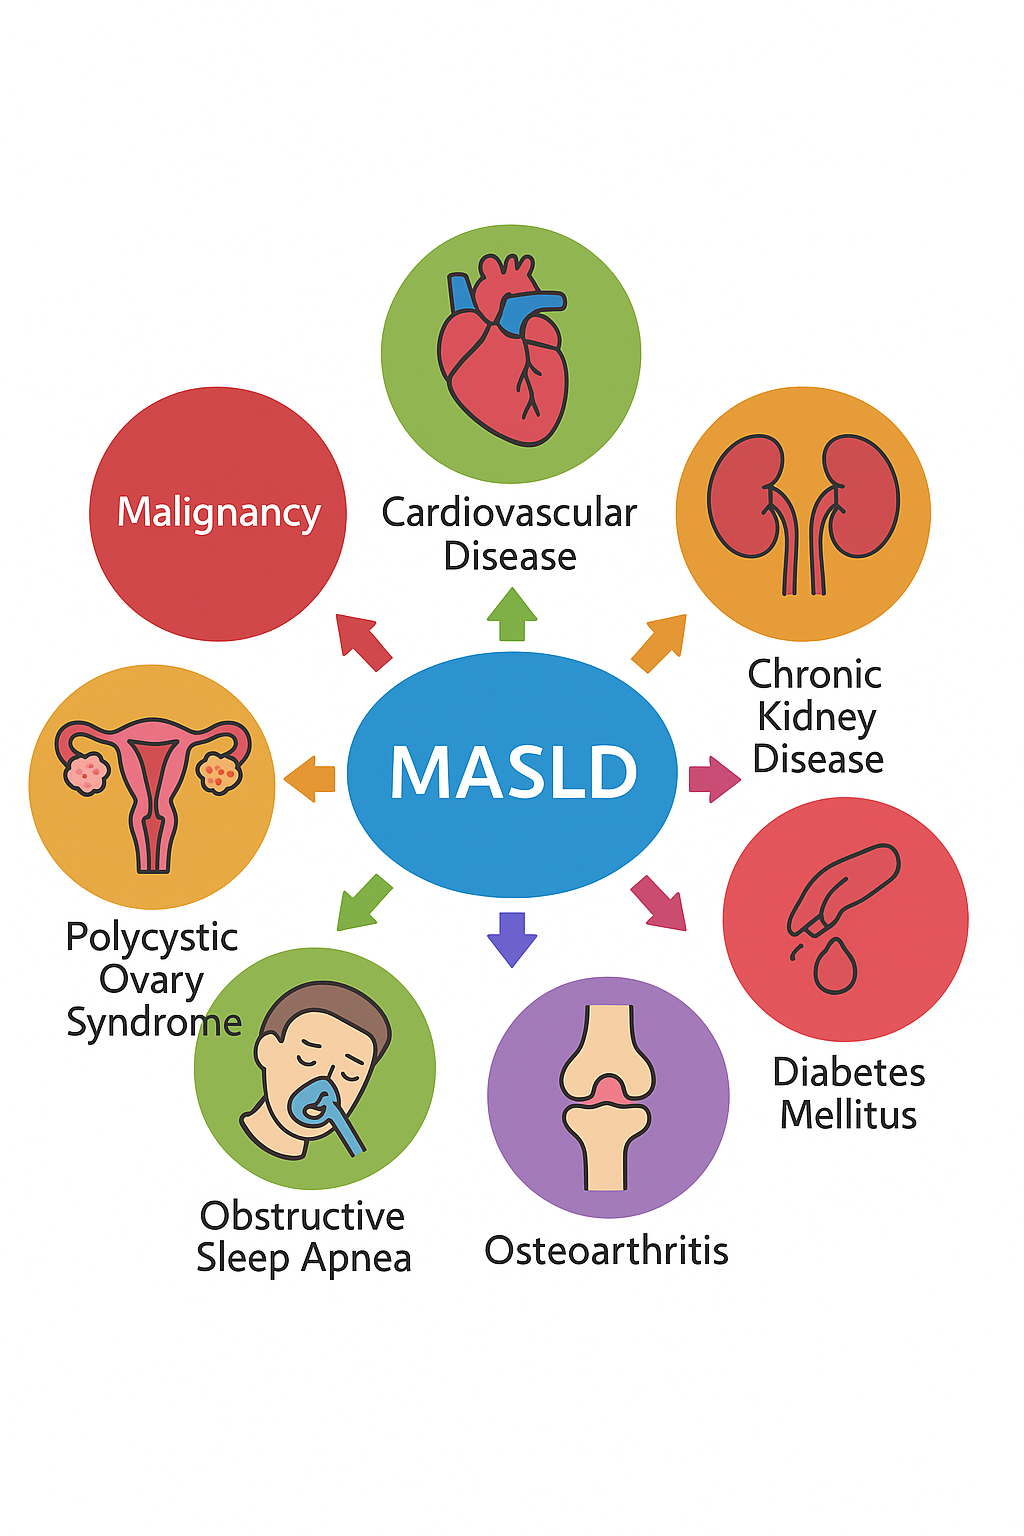 Cardiovascular
Disease
Malignancy
Chronic
Kidney
Disease
MASLD
Polycystic
Ovary
Syndrome
Diabetes
Mellitus
Obstructive
Sleep Apnea
Osteoarthritis